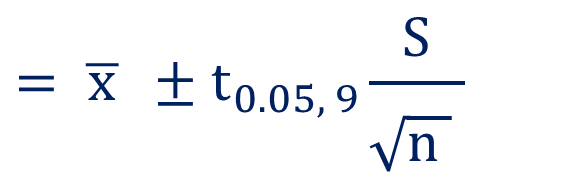 = x̅ ± t₀.₀₅, ₉ S/√n